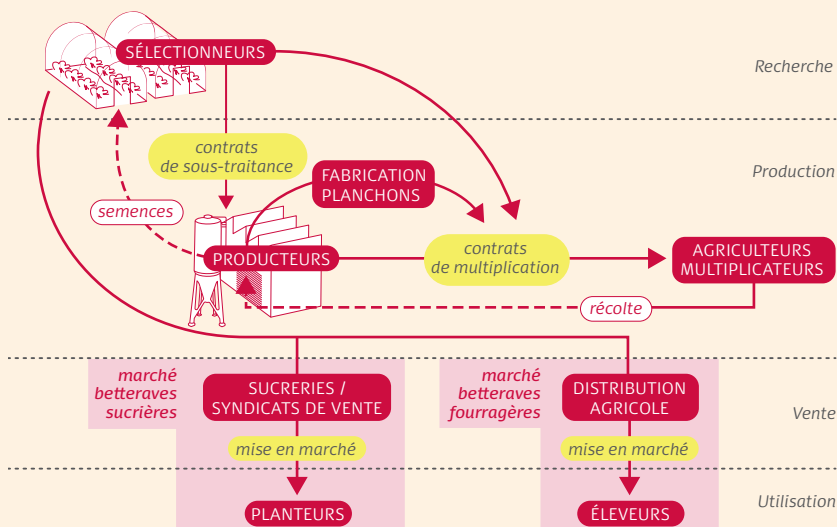 SÉLECTIONNEURS
Recherche
contrats
de sous-traitance
Production
FABRICATION
PLANCHONS
semences
PRODUCTEURS
contrats
de multiplication
AGRICULTEURS
MULTIPLICATEURS
récolte
marché
betteraves
sucrières
SUCRERIES /
SYNDICATS DE VENTE
marché
betteraves
fourragères
DISTRIBUTION
AGRICOLE
Vente
mise en marché
mise en marché
Utilisation
PLANTEURS
ÉLEVEURS